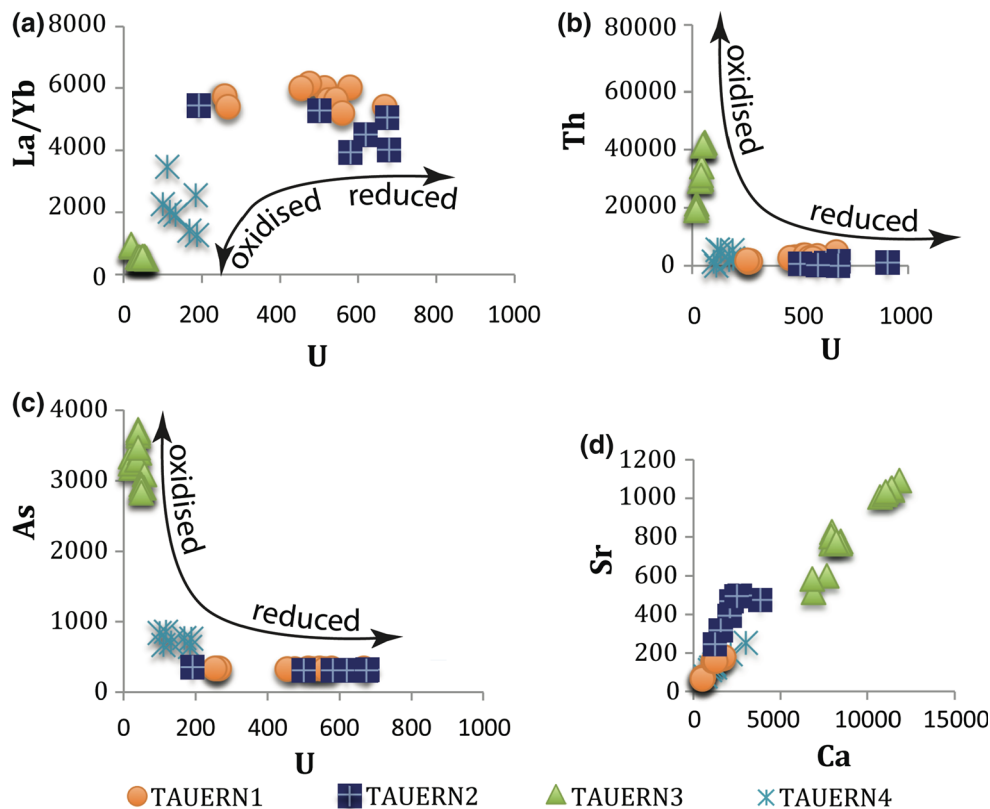 (a)
8000
6000
4000
2000
0
La/Yb
oxidised
reduced
0 200 400 600 800 1000
U
(b)
80000
60000
40000
20000
0
Th
oxidised
reduced
0 500 1000
U
(c)
4000
3000
2000
1000
0
As
oxidised
reduced
0 200 400 600 800 1000
U
(d)
1200
1000
800
600
400
200
0
Sr
0 5000 10000 15000
Ca
TAUERN1 TAUERN2 TAUERN3 TAUERN4